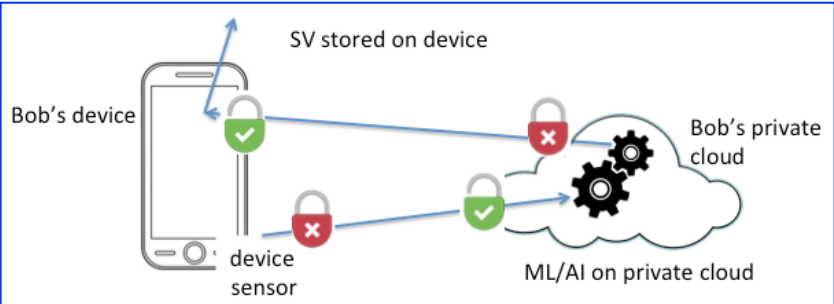 SV stored on device
Bob's device
Bob's private
cloud
device
sensor
ML/AI on private cloud